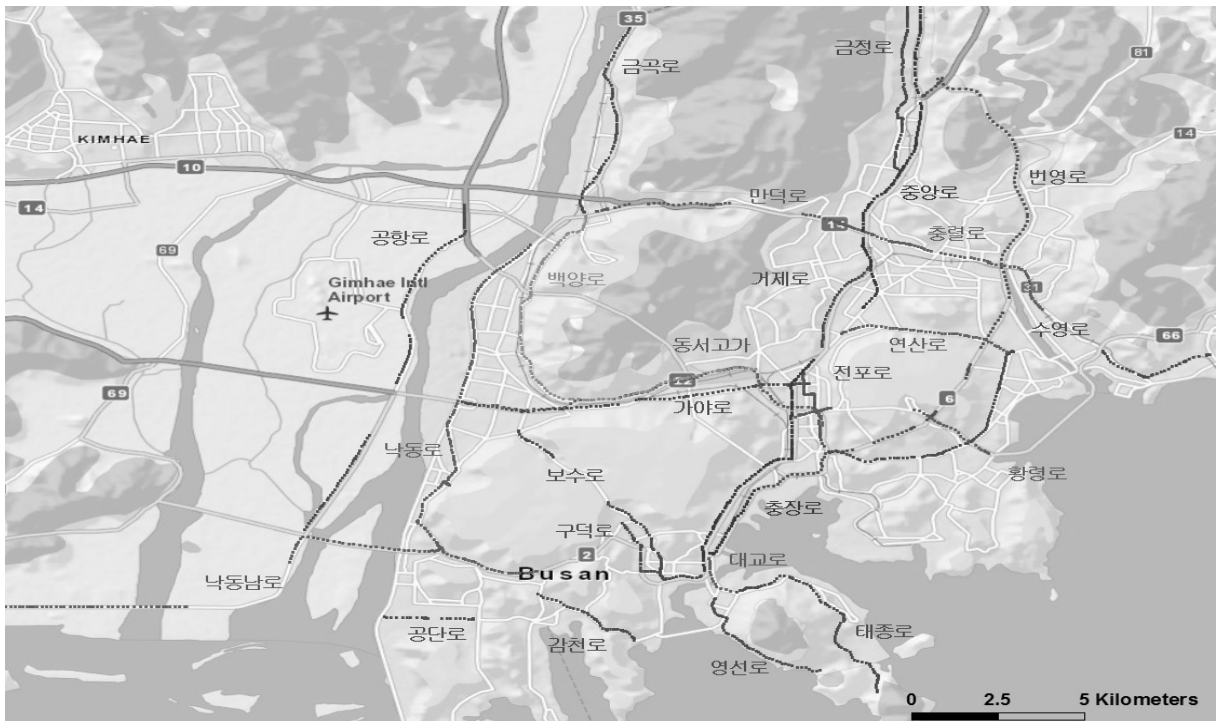 35
금정로
81
금곡로
KIMHAE
14
10
번영로
만덕로
중앙로
14
공항로
충렬로
69
백양로
거제로
Gimhae Intl
Airport
31
수영로
66
동서고가
연산로
전포로
12
69
가야로
6
낙동로
보수로
황령로
충장로
구덕로
2
대교로
Busan
낙동남로
공단로
감천로
태종로
영선로
0 2.5 5 Kilometers